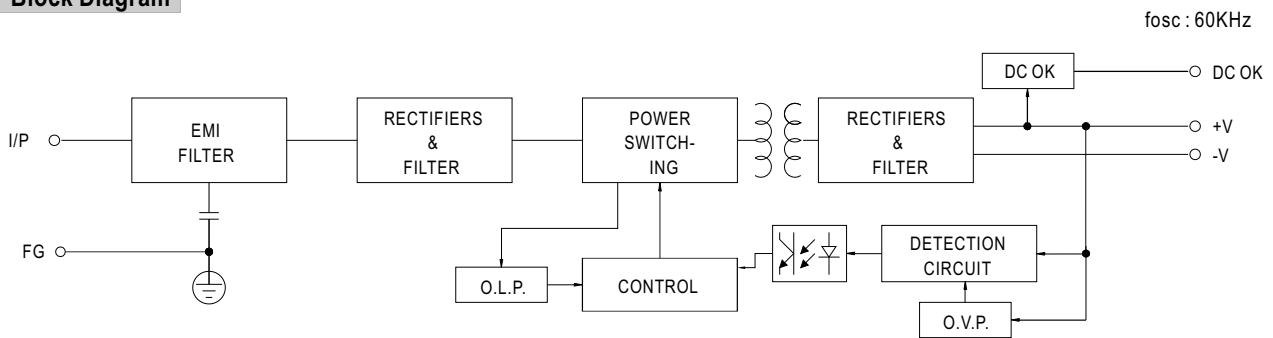 Block Diagram
fosc : 60KHz
DC OK
DC OK
I/P
EMI
FILTER
RECTIFIERS
&
FILTER
POWER
SWITCH-
ING
RECTIFIERS
&
FILTER
+V
-V
FG
O.L.P.
CONTROL
DETECTION
CIRCUIT
O.V.P.